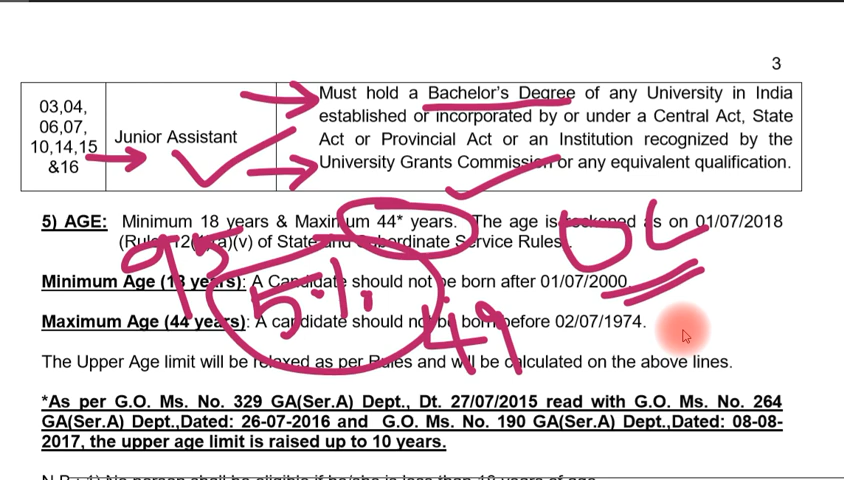 3
03,04,
06,07,
10,14,15
&16
Junior Assistant
Must hold a Bachelor's Degree of any University in India
established or incorporated by or under a Central Act, State
Act or Provincial Act or an Institution recognized by the
University Grants Commission or any equivalent qualification.
5) AGE: Minimum 18 years & Maximum 44* years. The age is reckoned as on 01/07/2018
(Rule 12(1)(a)(v) of State and Subordinate Service Rules).
95
OC
Minimum Age (18 years): A Candidate should not be born after 01/07/2000.
5.1.
Maximum Age (44 years): A candidate should not be born before 02/07/1974.
49
The Upper Age limit will be relaxed as per Rules and will be calculated on the above lines.
*As per G.O. Ms. No. 329 GA(Ser.A) Dept., Dt. 27/07/2015 read with G.O. Ms. No. 264
GA(Ser.A) Dept.,Dated: 26-07-2016 and G.O. Ms. No. 190 GA(Ser.A) Dept.,Dated: 08-08-
2017, the upper age limit is raised up to 10 years.